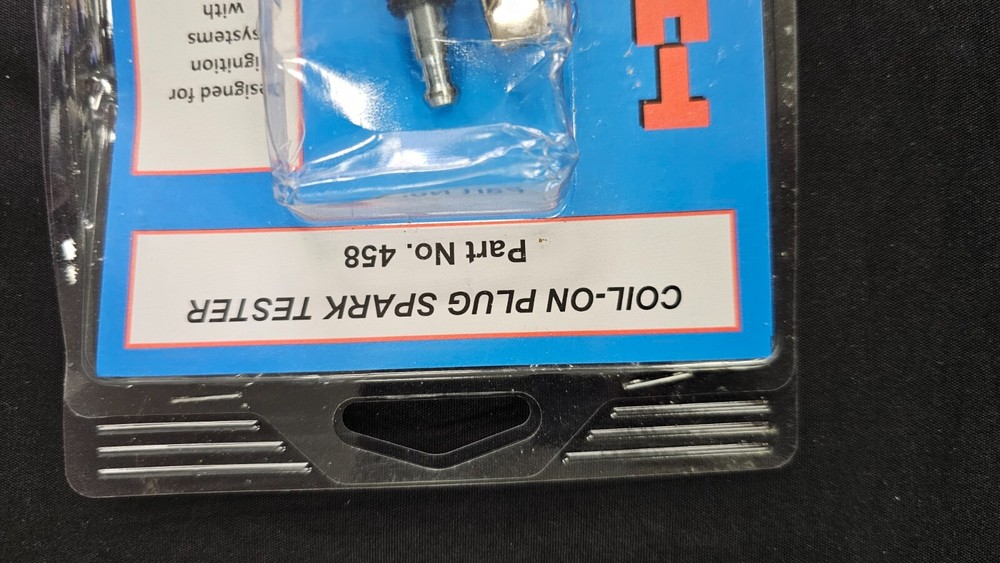 COIL-ON PLUG SPARK TESTER
Part No. 458
designed for
ignition
systems
with